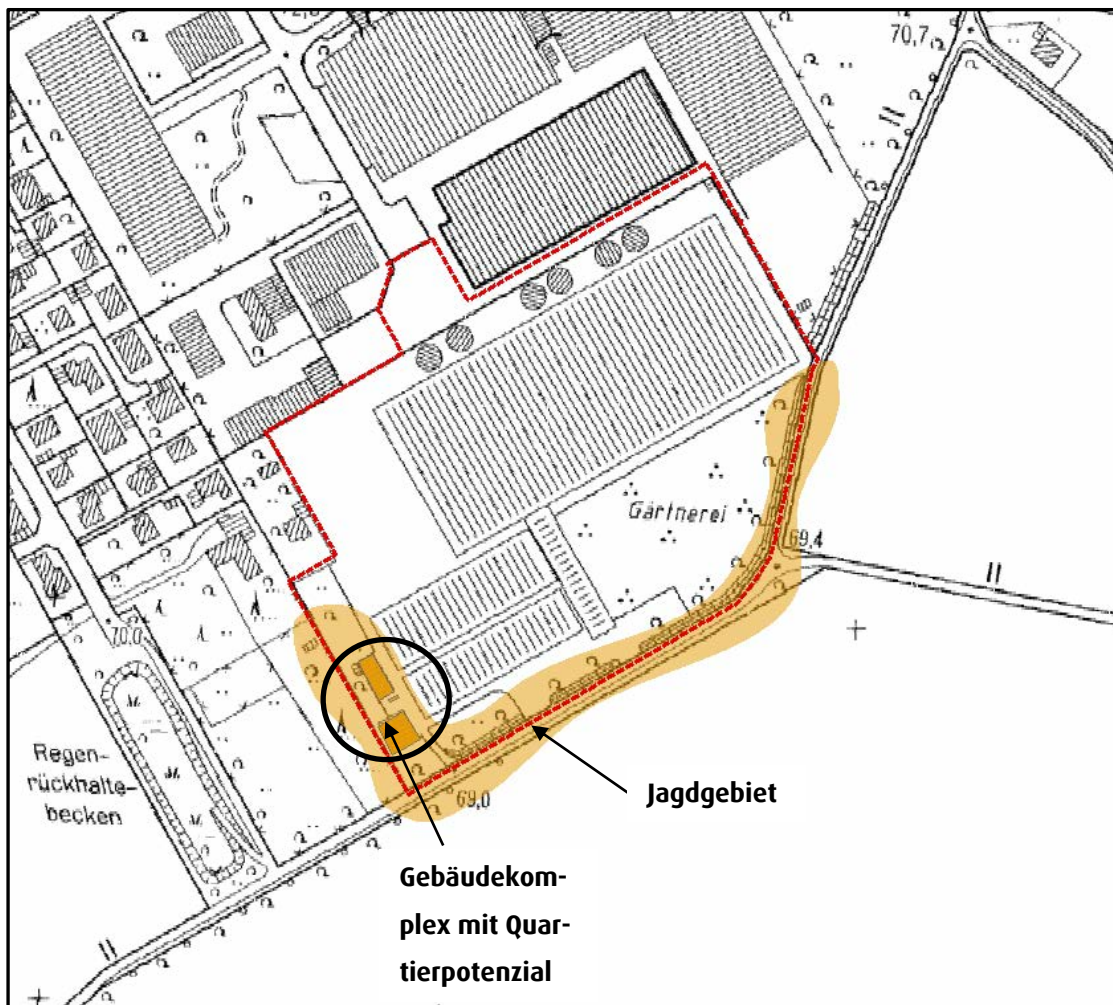 70,7
Gärtnerei
69,4
70,0
Regen-
rückhalte-
becken
69,0
Jagdgebiet
Gebäudekom-
plex mit Quar-
tierpotenzial